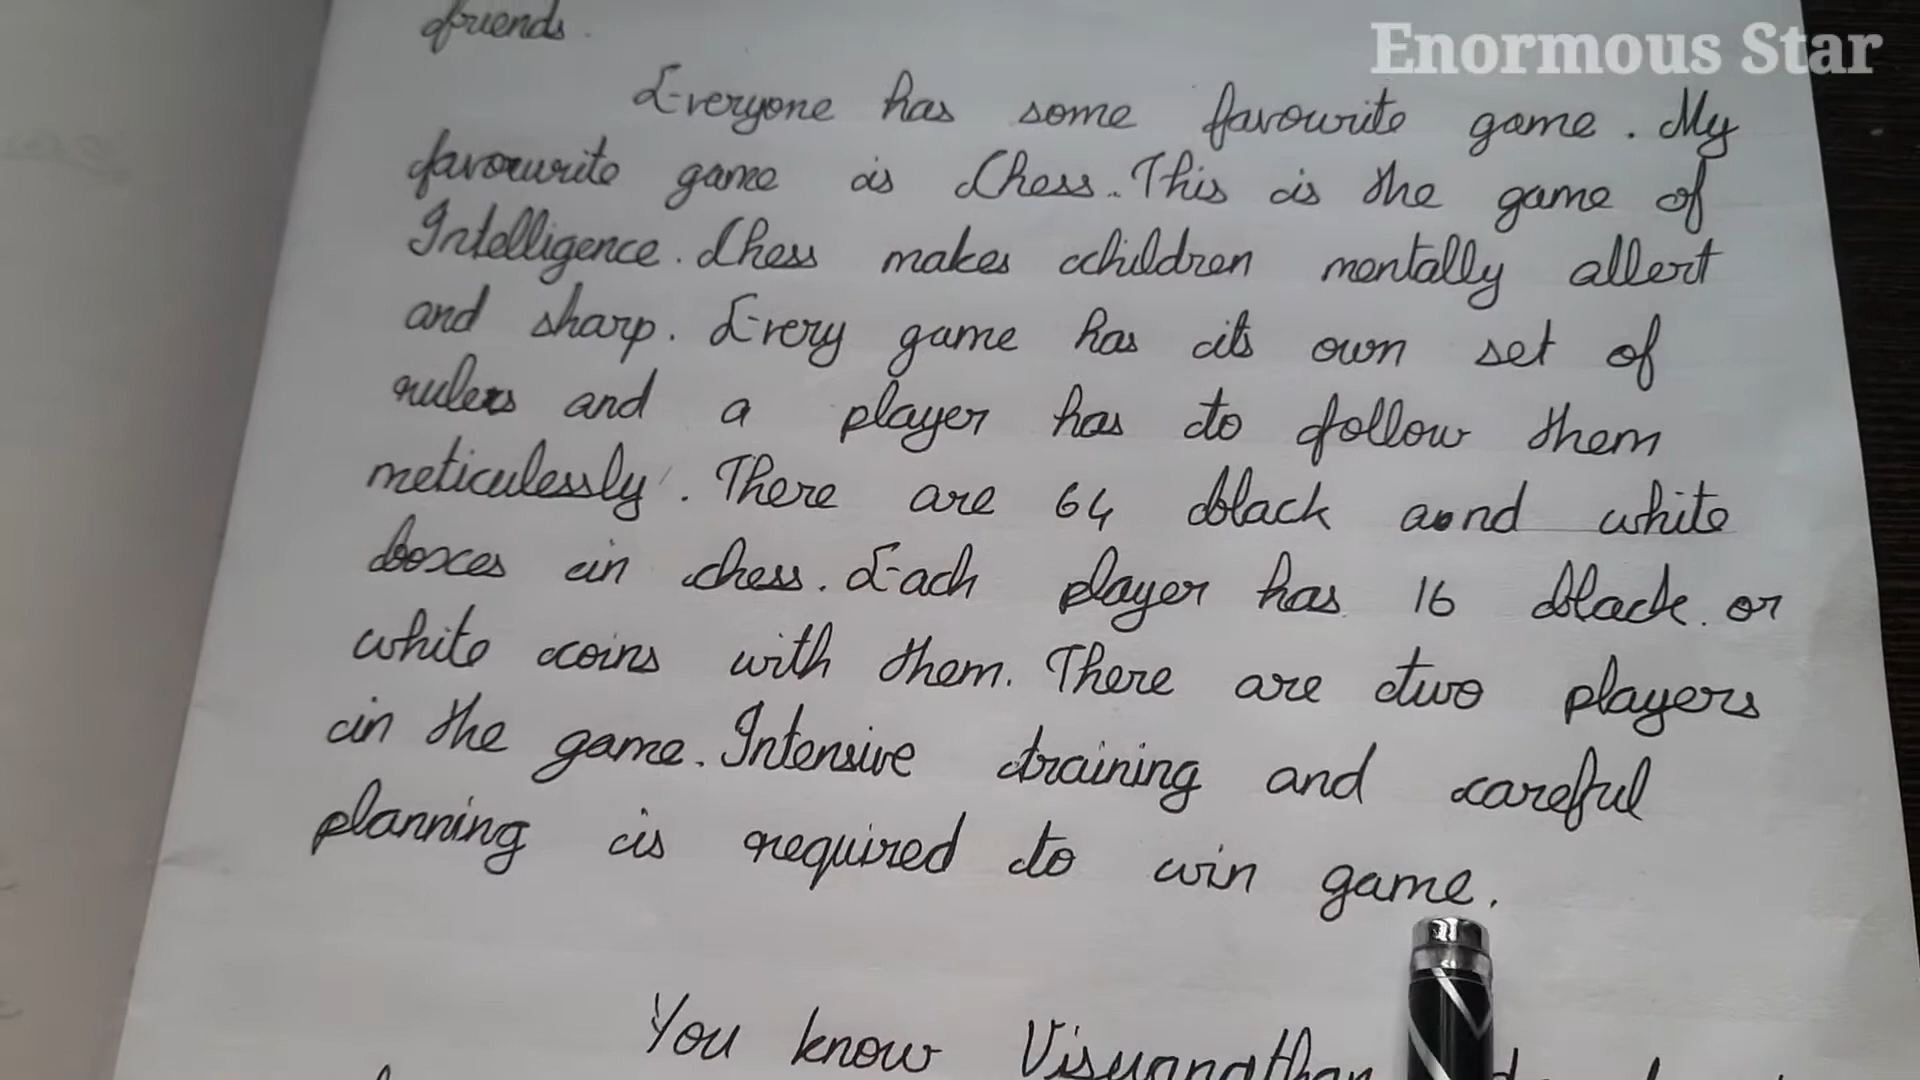 Enormous Star
friends.
Everyone has some favourite game. My
favourite game is Chess. This is the game of
Intelligence. Chess makes children mentally allert
and sharp. Every game has its own set of
rulers and a player has to follow them
meticulessly. There are 64 black and white
boxes in chess. Each player has 16 black or
white coins with them. There are two players
in the game. Intensive training and careful
planning is required to win game.
You know